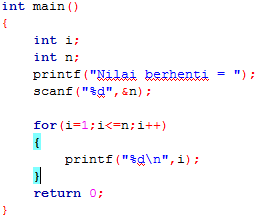 int main()
{
int i;
int n;
printf("Nilai berhenti = ");
scanf("%d",&n);
for(i=1;i<=n;i++)
{
printf("%d\n",i);
}
return 0;
}